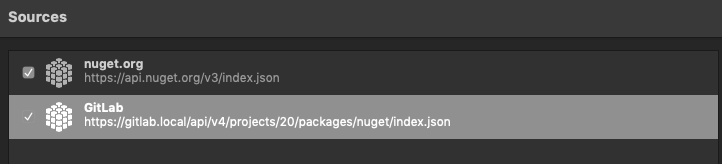 Sources
nuget.org
https://api.nuget.org/v3/index.json
GitLab
https://gitlab.local/api/v4/projects/20/packages/nuget/index.json